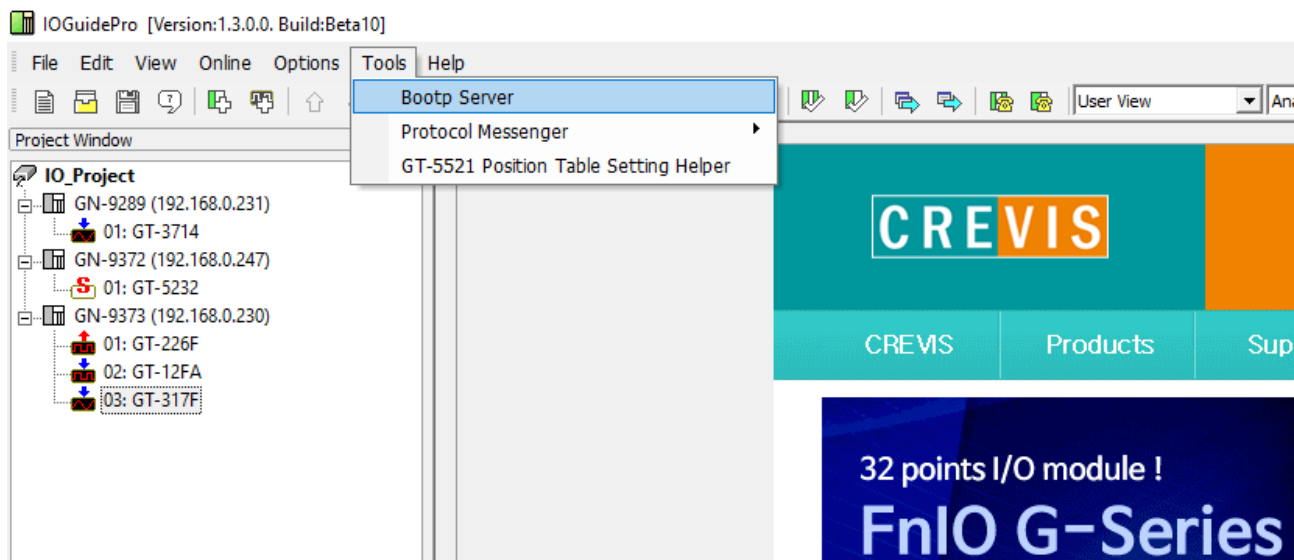 IOGuidePro [Version:1.3.0.0. Build:Beta10]
File Edit View Online Options Tools Help
Bootp Server
User View
Protocol Messenger
GT-5521 Position Table Setting Helper
Project Window
IO_Project
GN-9289 (192.168.0.231)
01: GT-3714
GN-9372 (192.168.0.247)
01: GT-5232
GN-9373 (192.168.0.230)
01: GT-226F
02: GT-12FA
03: GT-317F
CREVIS
CREVIS Products Sup
32 points I/O module !
FnIO G-Series